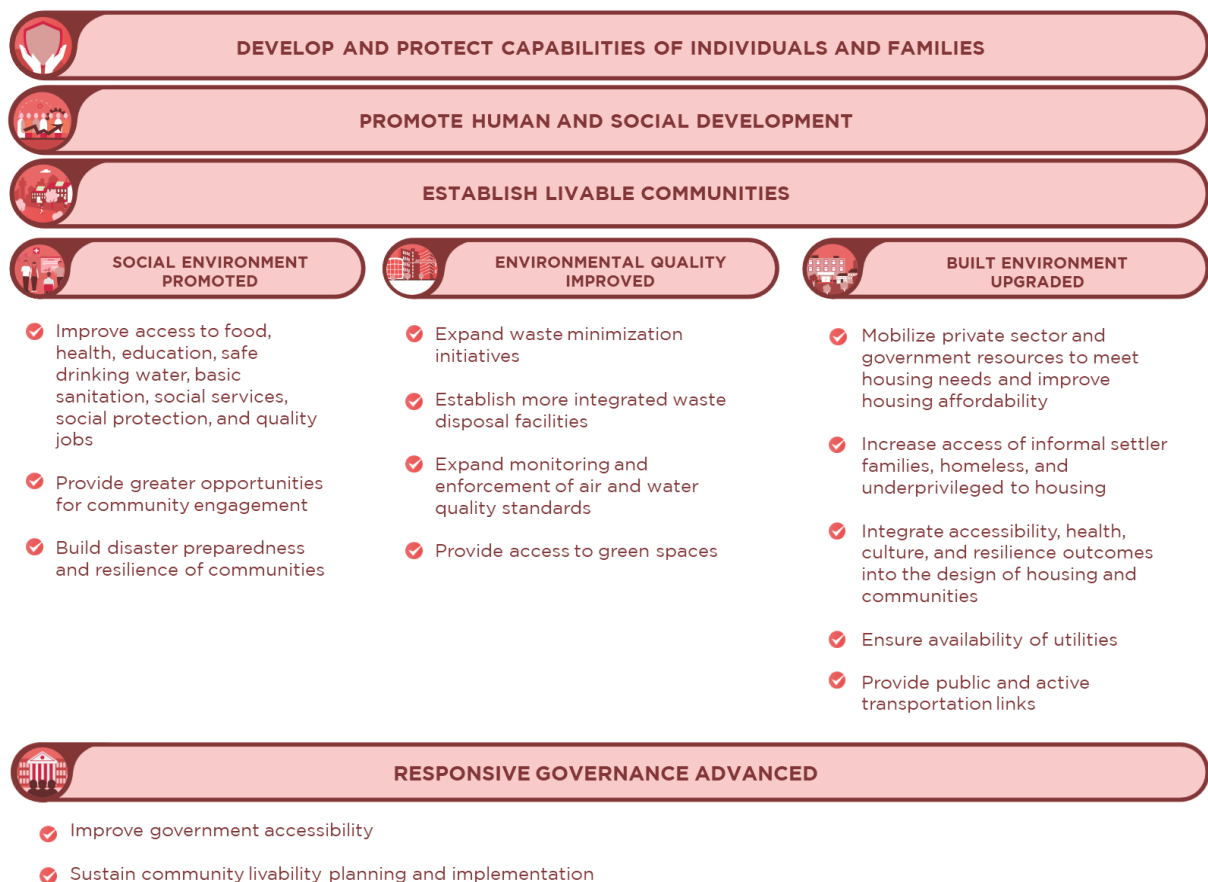 DEVELOP AND PROTECT CAPABILITIES OF INDIVIDUALS AND FAMILIES
PROMOTE HUMAN AND SOCIAL DEVELOPMENT
ESTABLISH LIVABLE COMMUNITIES
SOCIAL ENVIRONMENT
PROMOTED
Improve access to food,
health, education, safe
drinking water, basic
sanitation, social services,
social protection, and quality
jobs
Provide greater opportunities
for community engagement
Build disaster preparedness
and resilience of communities
ENVIRONMENTAL QUALITY
IMPROVED
Expand waste minimization
initiatives
Establish more integrated waste
disposal facilities
Expand monitoring and
enforcement of air and water
quality standards
Provide access to green spaces
BUILT ENVIRONMENT
UPGRADED
Mobilize private sector and
government resources to meet
housing needs and improve
housing affordability
Increase access of informal settler
families, homeless, and
underprivileged to housing
Integrate accessibility, health,
culture, and resilience outcomes
into the design of housing and
communities
Ensure availability of utilities
Provide public and active
transportation links
RESPONSIVE GOVERNANCE ADVANCED
Improve government accessibility
Sustain community livability planning and implementation